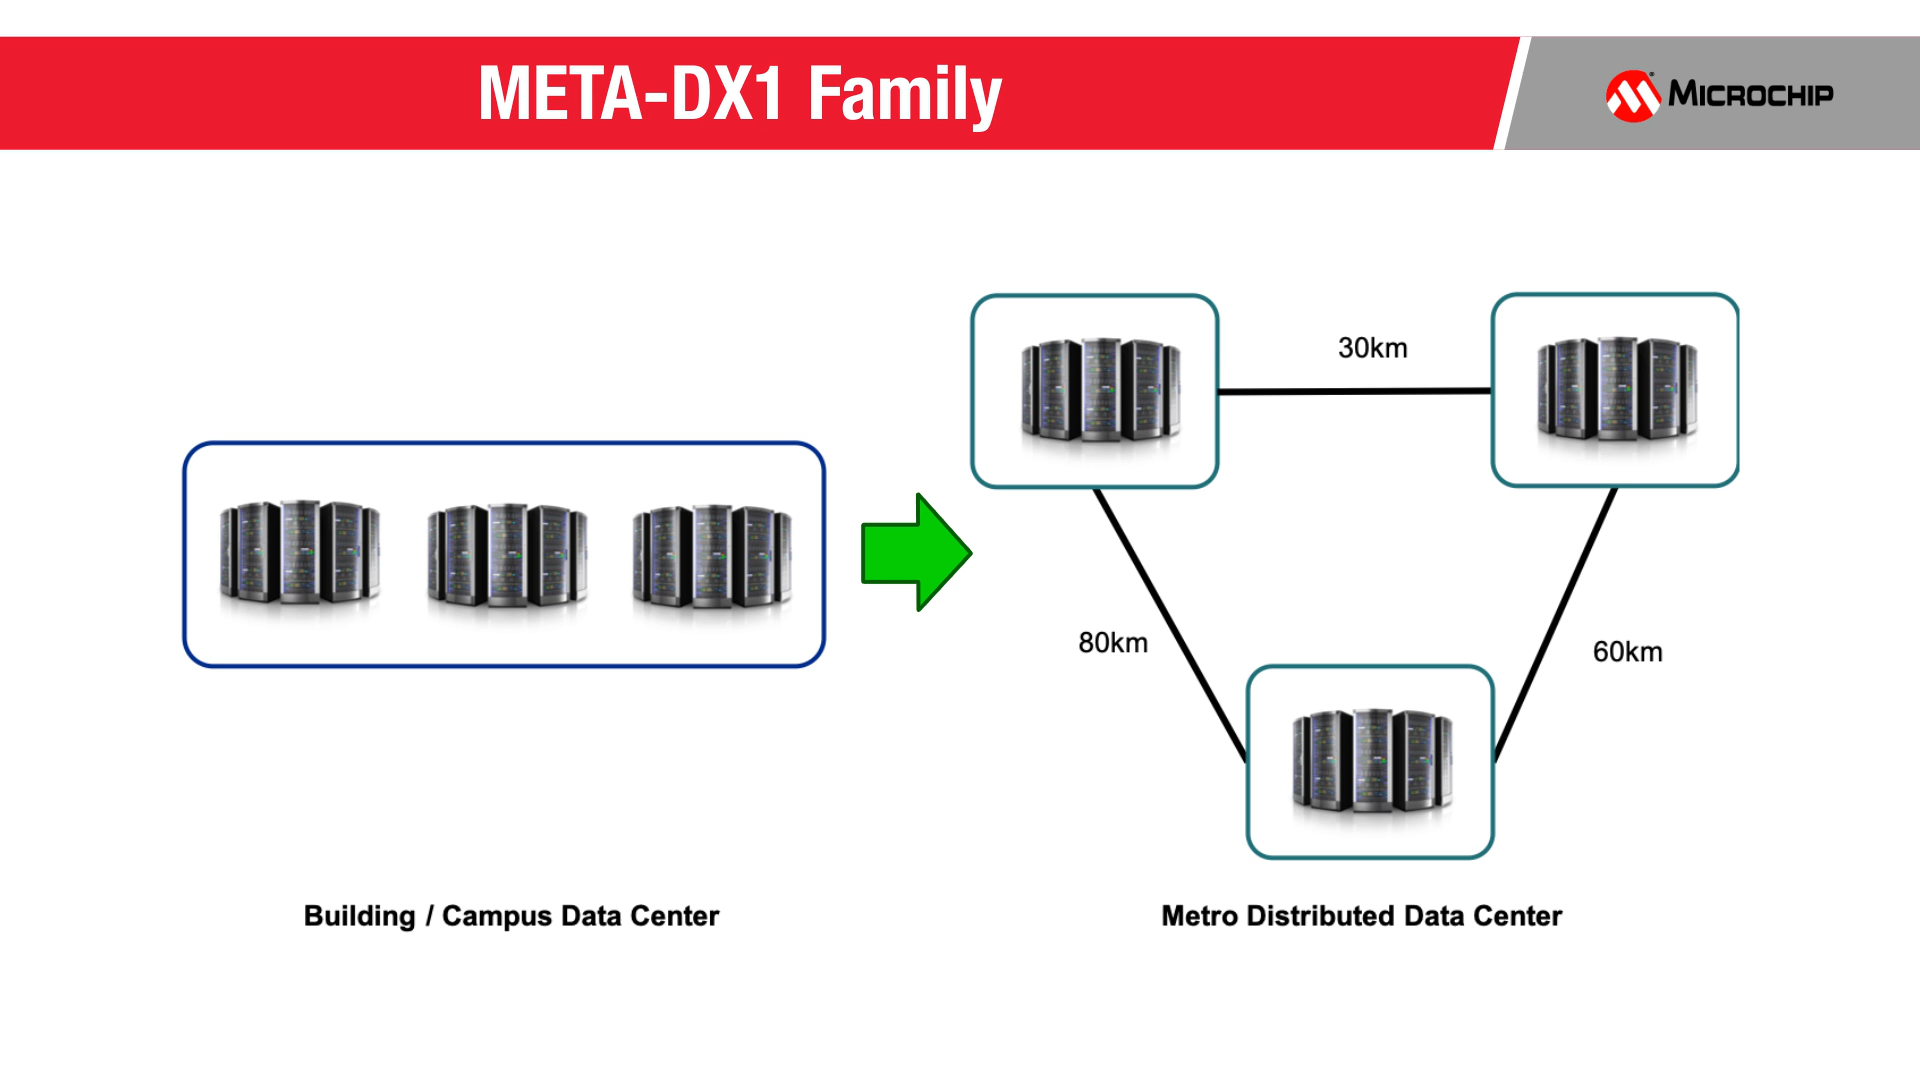 META-DX1 Family
MICROCHIP
30km
80km
60km
Building / Campus Data Center
Metro Distributed Data Center